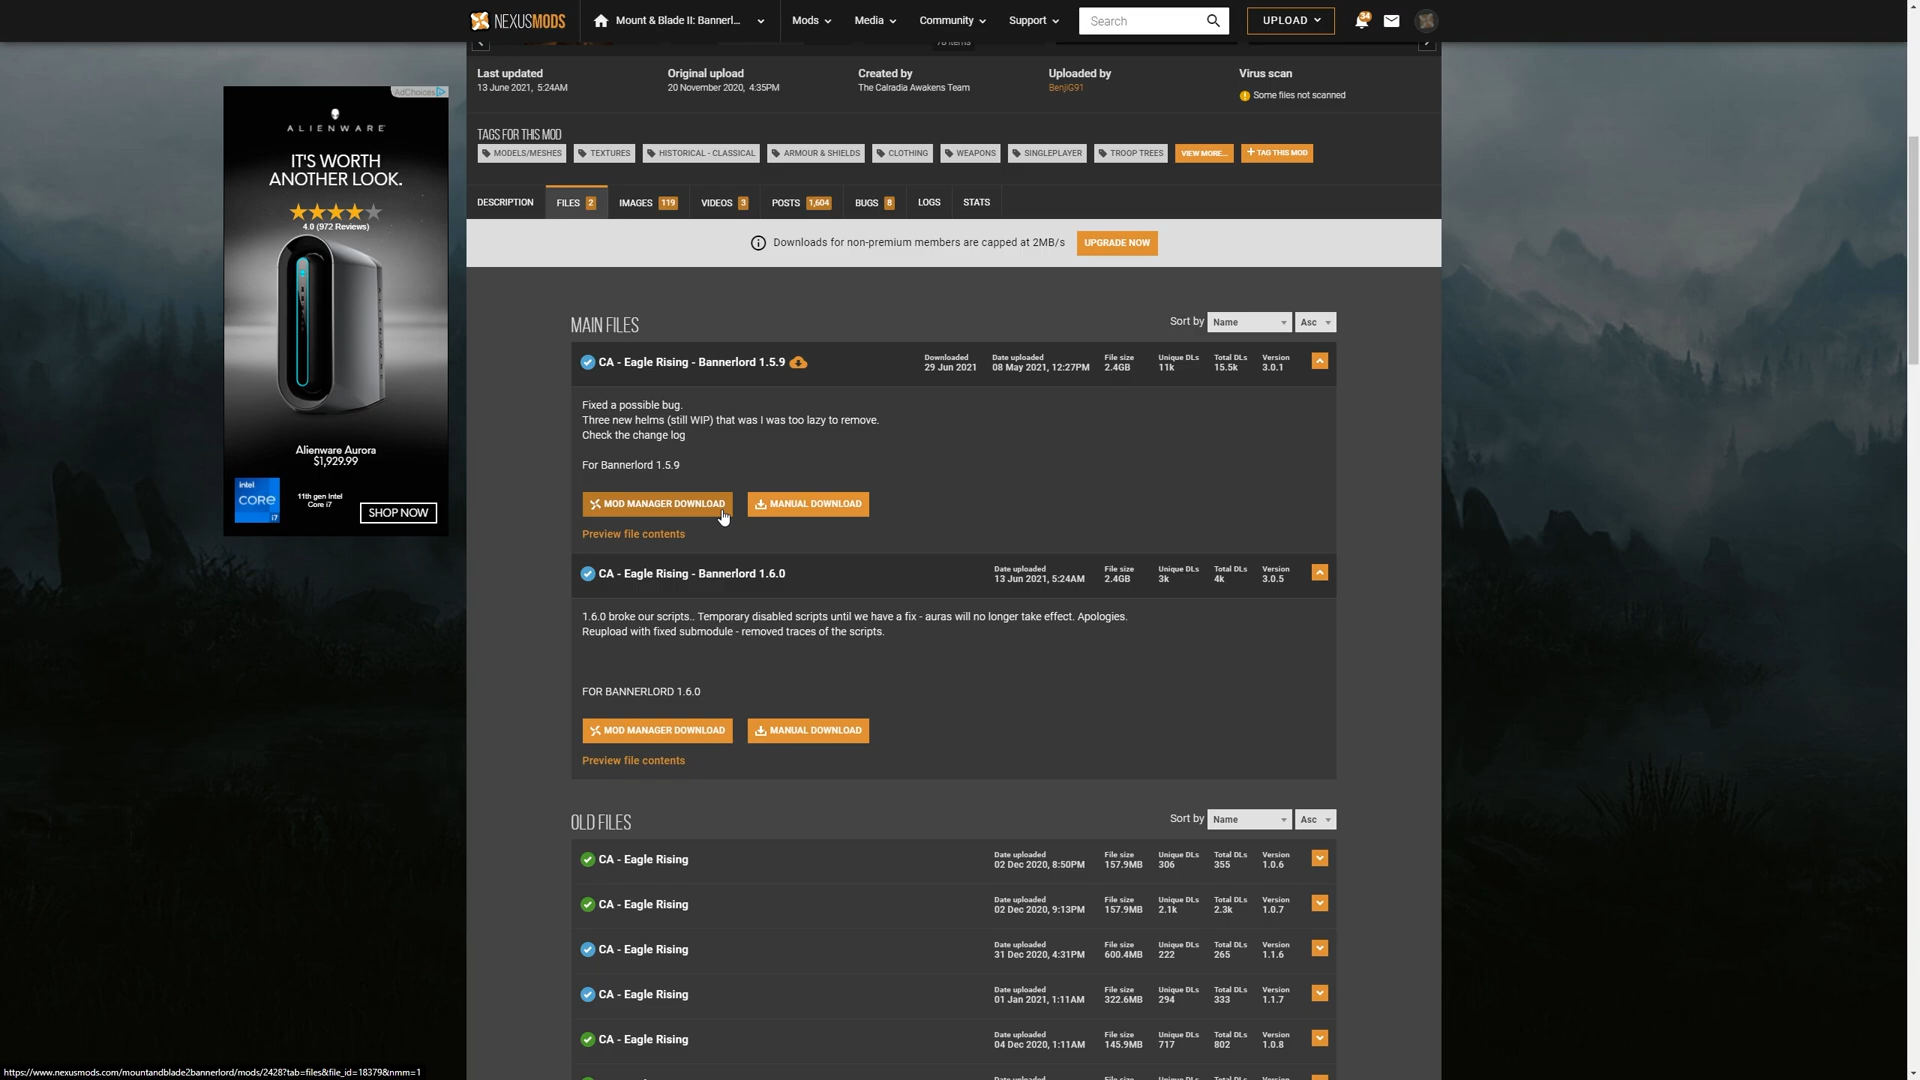 NEXUSMODS
Mount & Blade II: Bannerl...
Mods
Media
Community
Support
Search
UPLOAD
34
Last updated
13 June 2021, 5:24AM
Original upload
20 November 2020, 4:35PM
Created by
The Calradia Awakens Team
Uploaded by
BenjiG91
Virus scan
Some files not scanned
TAGS FOR THIS MOD
MODELS/MESHES
TEXTURES
HISTORICAL - CLASSICAL
ARMOUR & SHIELDS
CLOTHING
WEAPONS
SINGLEPLAYER
TROOP TREES
VIEW MORE...
+ TAG THIS MOD
DESCRIPTION
FILES 2
IMAGES 119
VIDEOS 3
POSTS 1,604
BUGS 8
LOGS
STATS
Downloads for non-premium members are capped at 2MB/s
UPGRADE NOW
AdChoices
ALIENWARE
IT'S WORTH
ANOTHER LOOK.
4.0 (972 Reviews)
Alienware Aurora
$1,929.99
intel
CORE
i7
11th gen Intel
Core i7
SHOP NOW
MAIN FILES
Sort by Name Asc
CA - Eagle Rising - Bannerlord 1.5.9
Downloaded
29 Jun 2021
Date uploaded
08 May 2021, 12:27PM
File size
2.4GB
Unique DLs
11k
Total DLs
15.5k
Version
3.0.1
Fixed a possible bug.
Three new helms (still WIP) that was I was too lazy to remove.
Check the change log
For Bannerlord 1.5.9
MOD MANAGER DOWNLOAD
MANUAL DOWNLOAD
Preview file contents
CA - Eagle Rising - Bannerlord 1.6.0
Date uploaded
13 Jun 2021, 5:24AM
File size
2.4GB
Unique DLs
3k
Total DLs
4k
Version
3.0.5
1.6.0 broke our scripts.. Temporary disabled scripts until we have a fix - auras will no longer take effect. Apologies.
Reupload with fixed submodule - removed traces of the scripts.
FOR BANNERLORD 1.6.0
MOD MANAGER DOWNLOAD
MANUAL DOWNLOAD
Preview file contents
OLD FILES
Sort by Name Asc
CA - Eagle Rising
Date uploaded
02 Dec 2020, 8:50PM
File size
157.9MB
Unique DLs
306
Total DLs
355
Version
1.0.6
CA - Eagle Rising
Date uploaded
02 Dec 2020, 9:13PM
File size
157.9MB
Unique DLs
2.1k
Total DLs
2.3k
Version
1.0.7
CA - Eagle Rising
Date uploaded
31 Dec 2020, 4:31PM
File size
600.4MB
Unique DLs
222
Total DLs
265
Version
1.1.6
CA - Eagle Rising
Date uploaded
01 Jan 2021, 1:11AM
File size
322.6MB
Unique DLs
294
Total DLs
333
Version
1.1.7
CA - Eagle Rising
Date uploaded
04 Dec 2020, 1:11AM
File size
145.9MB
Unique DLs
717
Total DLs
802
Version
1.0.8
https://www.nexusmods.com/mountandblade2bannerlord/mods/2428?tab=files&file_id=18379&nmm=1